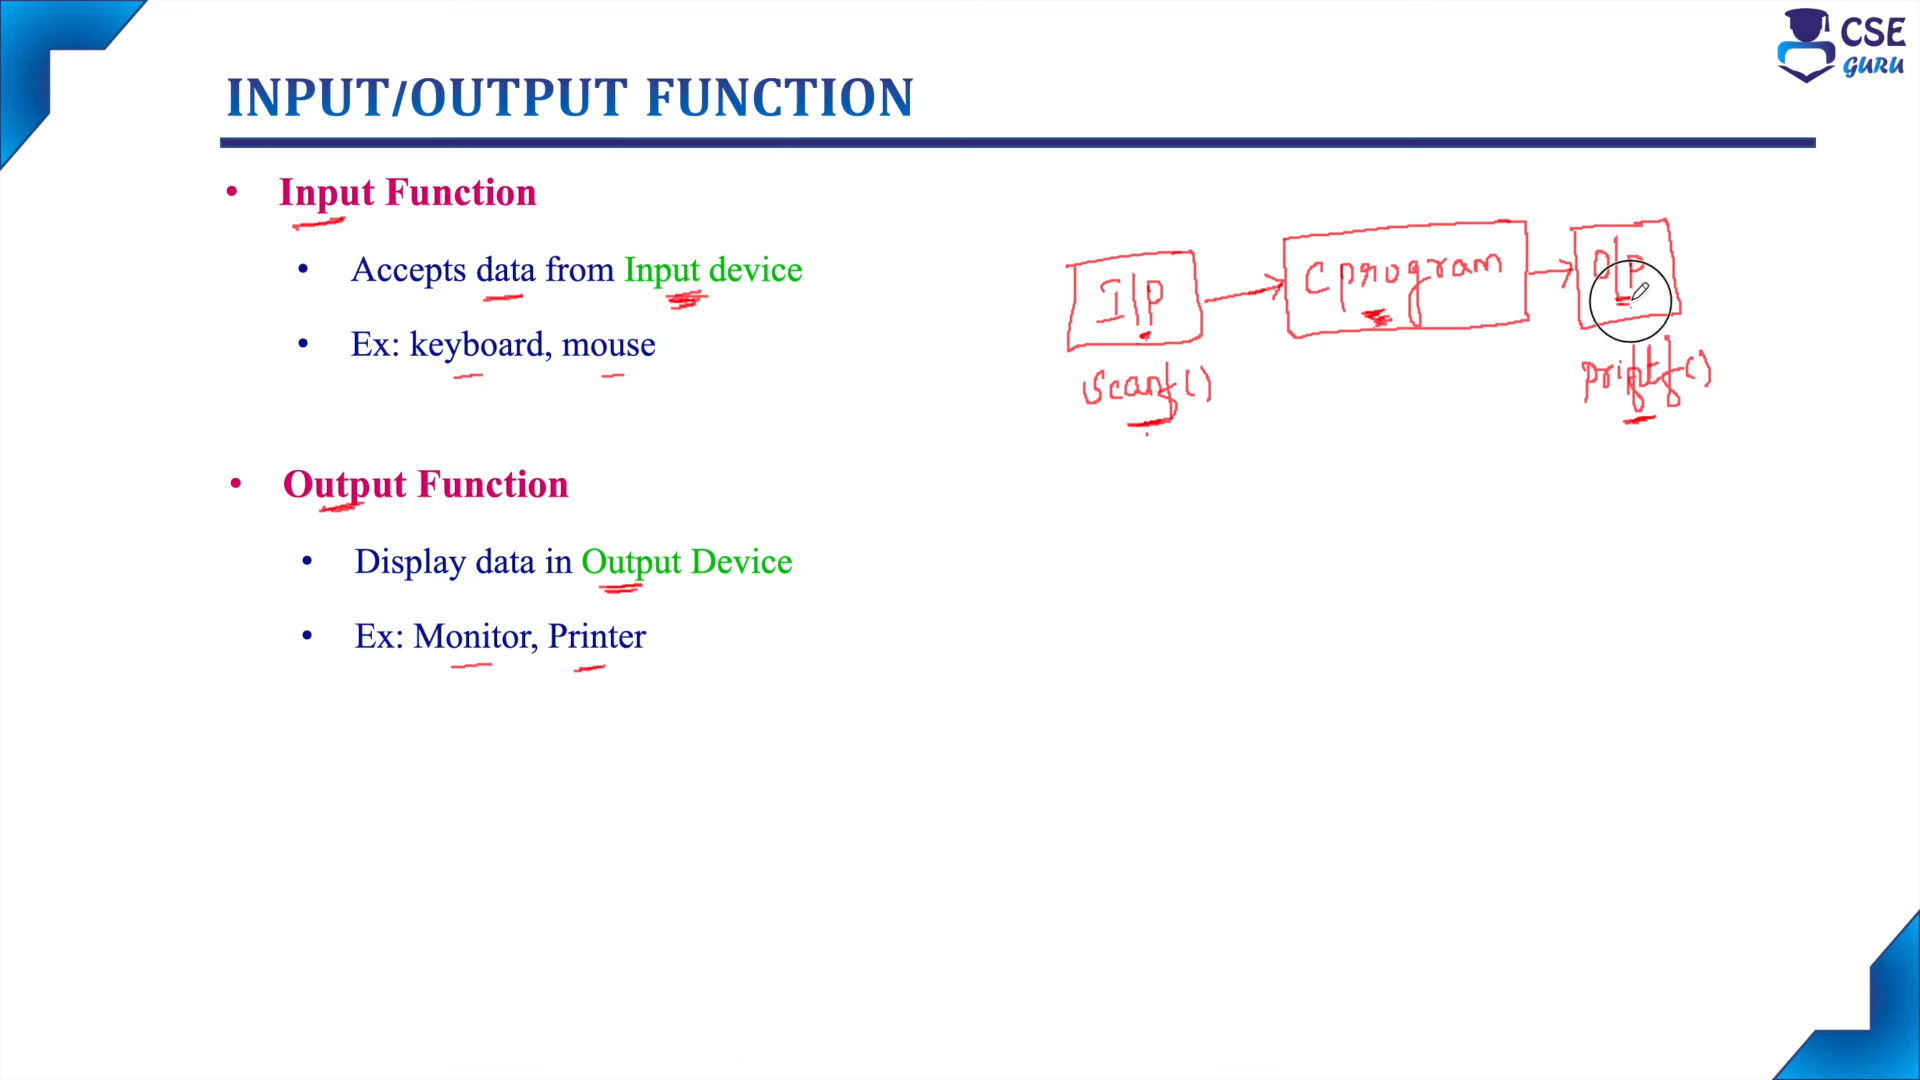 CSE
GURU
INPUT/OUTPUT FUNCTION
• Input Function
• Accepts data from Input device
• Ex: keyboard, mouse
I|P
C program
O|P
scanf()
printf()
• Output Function
• Display data in Output Device
• Ex: Monitor, Printer